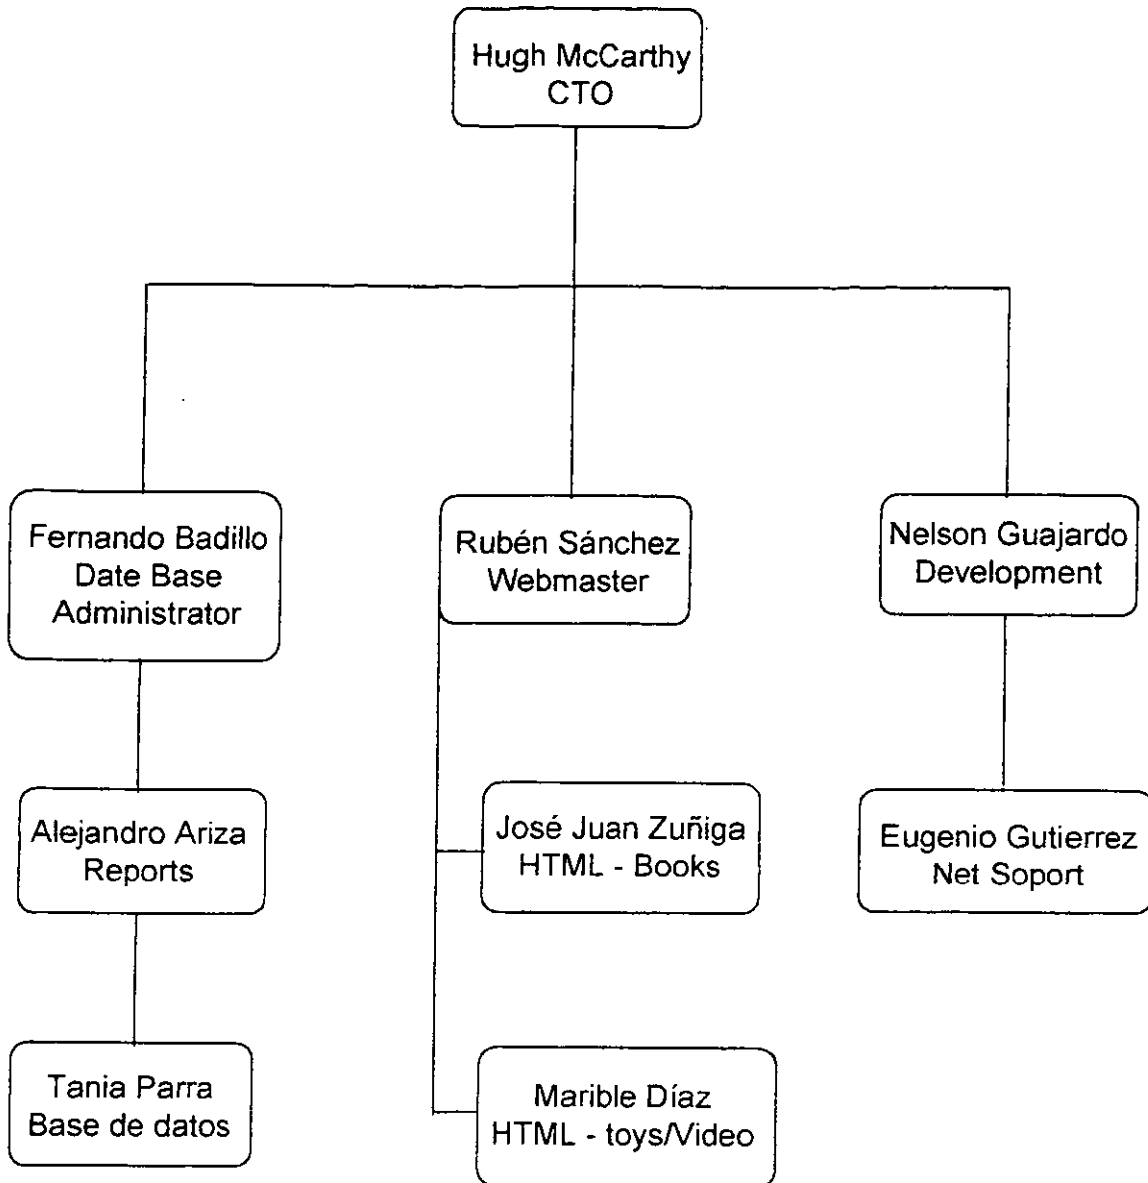 Hugh McCarthy
CTO
Fernando Badillo
Date Base
Administrator
Rubén Sánchez
Webmaster
Nelson Guajardo
Development
Alejandro Ariza
Reports
José Juan Zuñiga
HTML - Books
Eugenio Gutierrez
Net Soport
Tania Parra
Base de datos
Marible Díaz
HTML - toys/Video